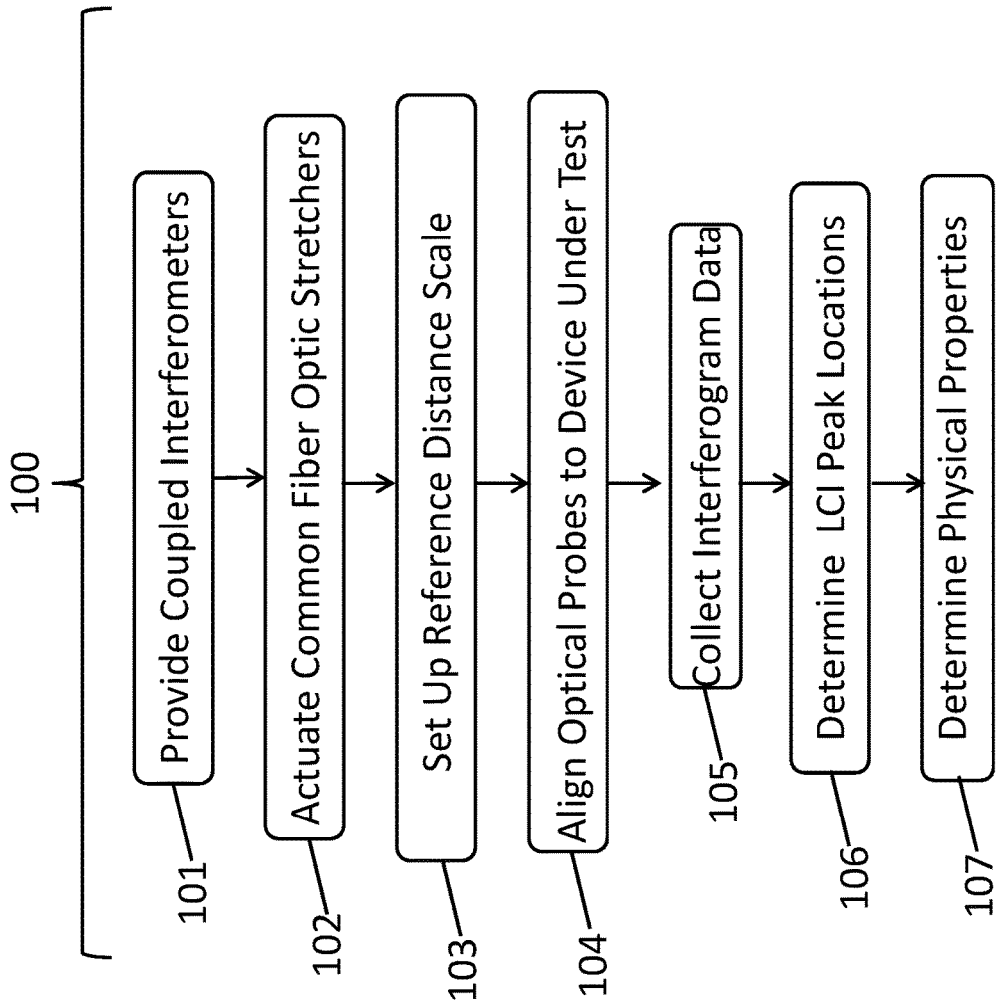 100
101
Provide Coupled Interferometers
102
Actuate Common Fiber Optic Stretchers
103
Set Up Reference Distance Scale
104
Align Optical Probes to Device Under Test
105
Collect Interferogram Data
106
Determine LCI Peak Locations
107
Determine Physical Properties